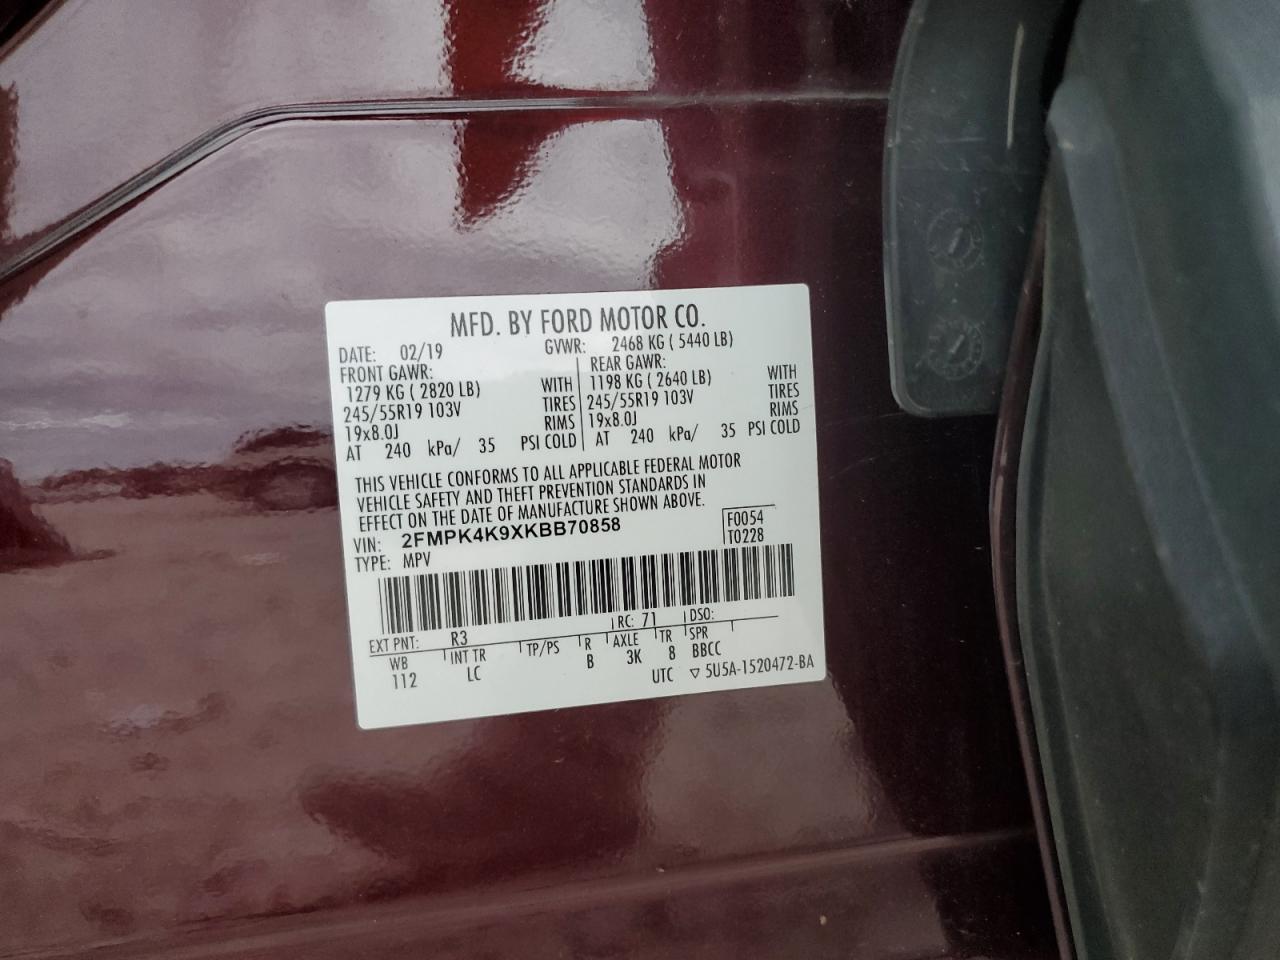 MFD. BY FORD MOTOR CO.
DATE: 02/19 GVWR: 2468 KG ( 5440 LB)
FRONT GAWR: REAR GAWR:
1279 KG ( 2820 LB) WITH 1198 KG ( 2640 LB) WITH
245/55R19 103V TIRES 245/55R19 103V TIRES
19x8.0J RIMS 19x8.0J RIMS
AT 240 kPa/ 35 PSI COLD AT 240 kPa/ 35 PSI COLD
THIS VEHICLE CONFORMS TO ALL APPLICABLE FEDERAL MOTOR
VEHICLE SAFETY AND THEFT PREVENTION STANDARDS IN
EFFECT ON THE DATE OF MANUFACTURE SHOWN ABOVE.
VIN: 2FMPK4K9XKBB70858 F0054
TYPE: MPV T0228
EXT PNT: R3 RC: 71 DSO:
WB INT TR TP/PS R AXLE TR SPR
112 LC B 3K 8 BBCC
UTC ▽ 5U5A-1520472-BA